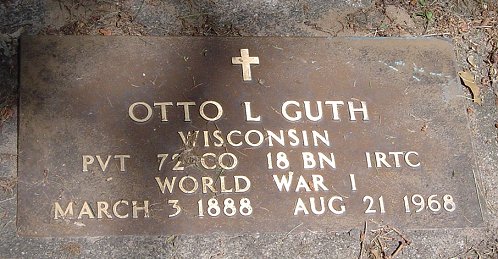 OTTO L GUTH
WISCONSIN
PVT 72 CO 18 BN IRTC
WORLD WAR I
MARCH 3 1888 AUG 21 1968